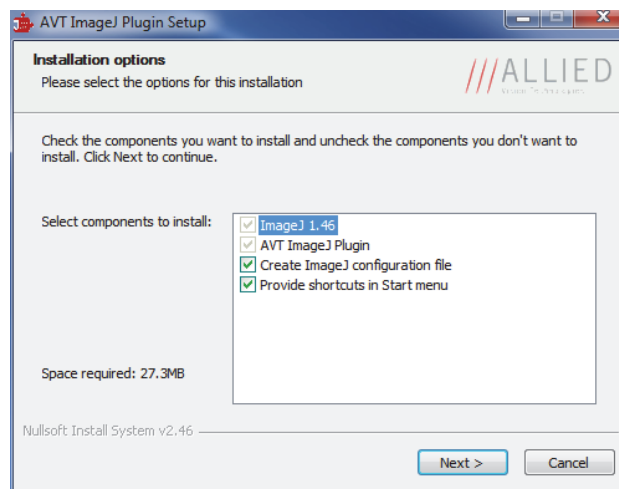 AVT ImageJ Plugin Setup
Installation options
Please select the options for this installation
ALLIED
Check the components you want to install and uncheck the components you don't want to
install. Click Next to continue.
Select components to install:
ImageJ 1.46
AVT ImageJ Plugin
Create ImageJ configuration file
Provide shortcuts in Start menu
Space required: 27.3MB
Nullsoft Install System v2.46
Next >
Cancel